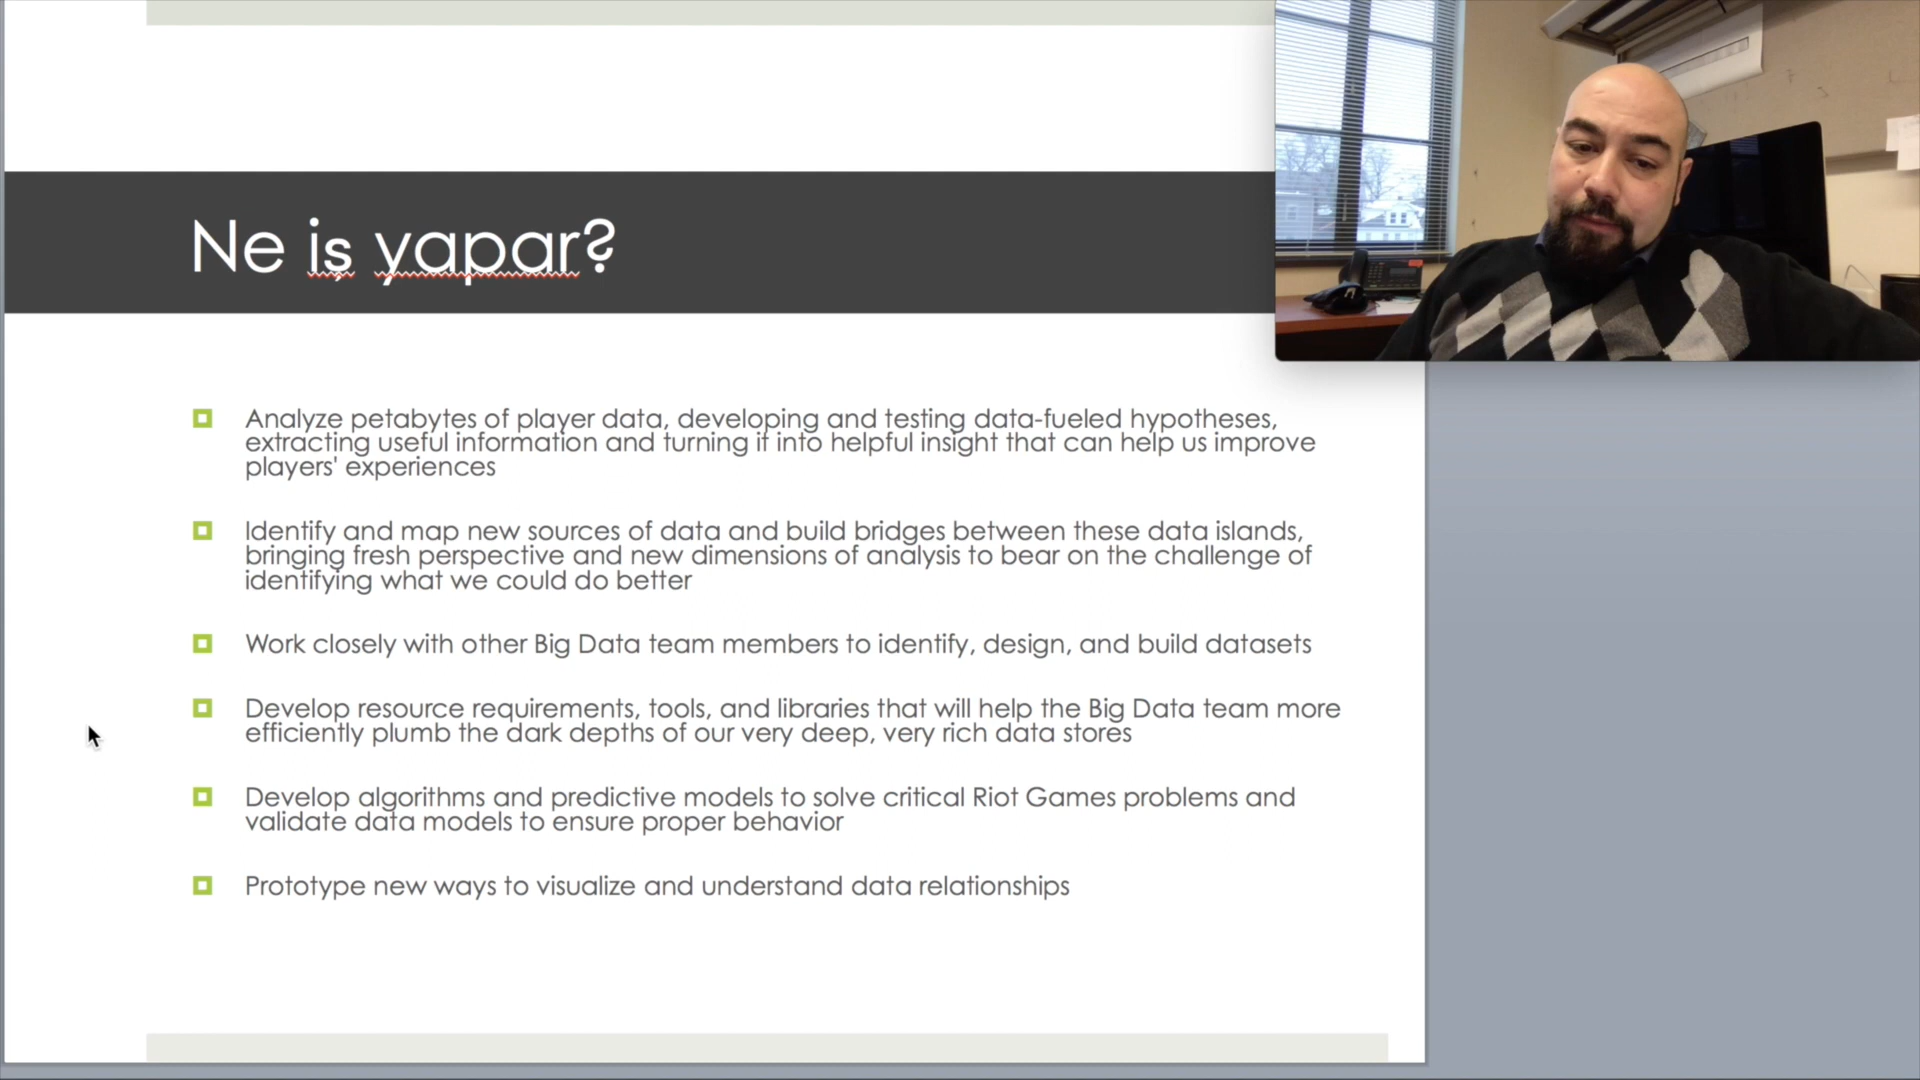 Ne iş yapar?
Analyze petabytes of player data, developing and testing data-fueled hypotheses,
extracting useful information and turning it into helpful insight that can help us improve
players' experiences
Identify and map new sources of data and build bridges between these data islands,
bringing fresh perspective and new dimensions of analysis to bear on the challenge of
identifying what we could do better
Work closely with other Big Data team members to identify, design, and build datasets
Develop resource requirements, tools, and libraries that will help the Big Data team more
efficiently plumb the dark depths of our very deep, very rich data stores
Develop algorithms and predictive models to solve critical Riot Games problems and
validate data models to ensure proper behavior
Prototype new ways to visualize and understand data relationships